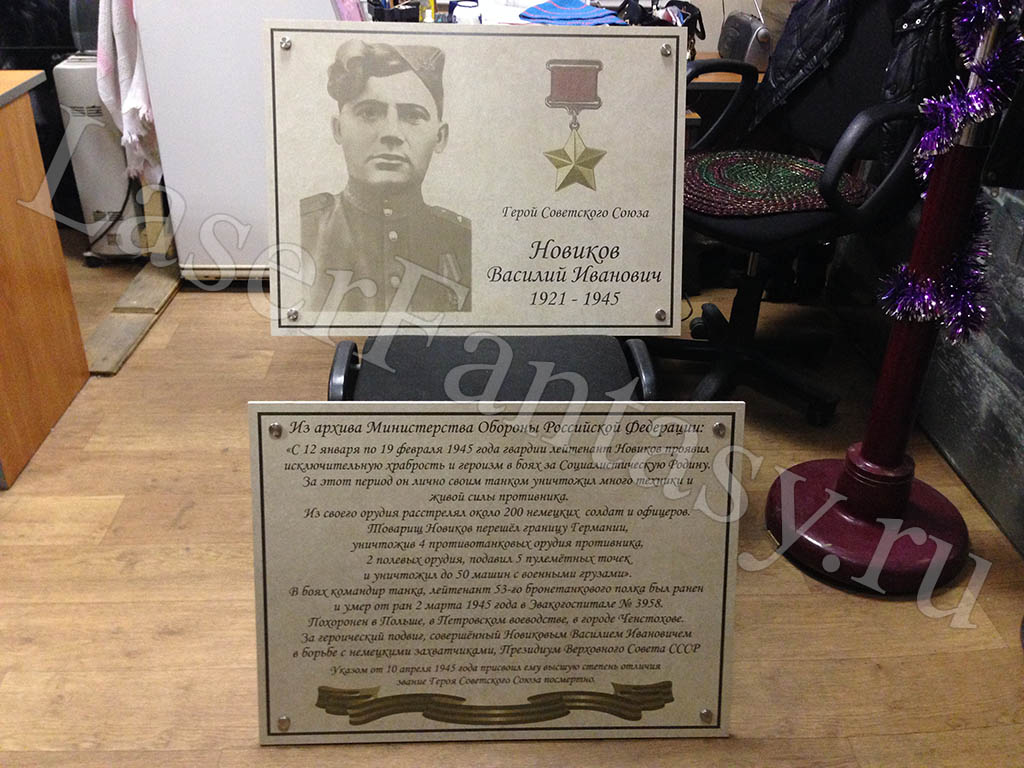 Герой Советского Союза
Новиков
Василий Иванович
1921 - 1945
Из архива Министерства Обороны Российской Федерации:
«С 12 января по 19 февраля 1945 года гвардии лейтенант Новиков проявил
исключительную храбрость и героизм в боях за Социалистическую Родину.
За этот период он лично своим танком уничтожил много техники и
живой силы противника.
Из своего орудия расстрелял около 200 немецких солдат и офицеров.
Товарищ Новиков перешёл границу Германии,
уничтожив 4 противотанковых орудия противника,
2 полевых орудия, подавил 5 пулемётных точек
и уничтожил до 50 машин с военными грузами».
В боях командир танка, лейтенант 53-го бронетанкового полка был ранен
и умер от ран 2 марта 1945 года в Эвакогоспитале № 3958.
Похоронен в Польше, в Петровском воеводстве, в городе Ченстохове.
За героический подвиг, совершённый Новиковым Василием Ивановичем
в борьбе с немецкими захватчиками, Президиум Верховного Совета СССР
Указом от 10 апреля 1945 года присвоил ему высшую степень отличия
звание Героя Советского Союза посмертно.
LaserFantasy.ru